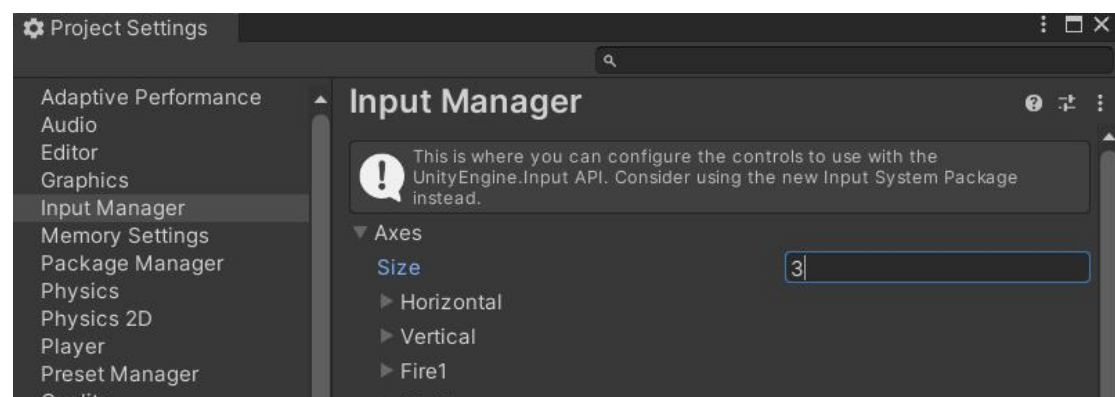 Project Settings
Adaptive Performance
Audio
Editor
Graphics
Input Manager
Memory Settings
Package Manager
Physics
Physics 2D
Player
Preset Manager
Input Manager
This is where you can configure the controls to use with the
UnityEngine.Input API. Consider using the new Input System Package
instead.
Axes
Size 3
Horizontal
Vertical
Fire1